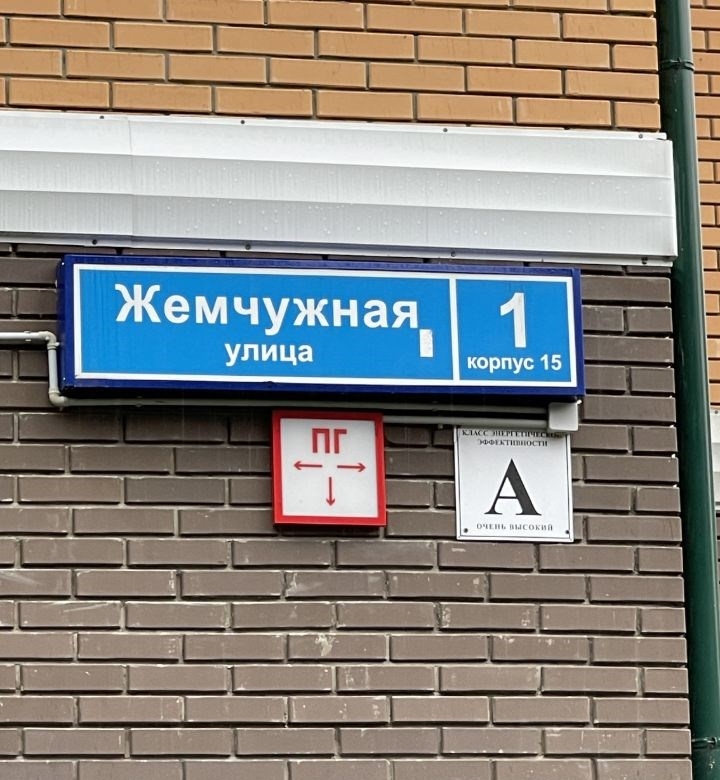 Жемчужная
улица
1
корпус 15
ПГ
КЛАСС ЭНЕРГЕТИЧЕСКОЙ
ЭФФЕКТИВНОСТИ
А
ОЧЕНЬ ВЫСОКИЙ